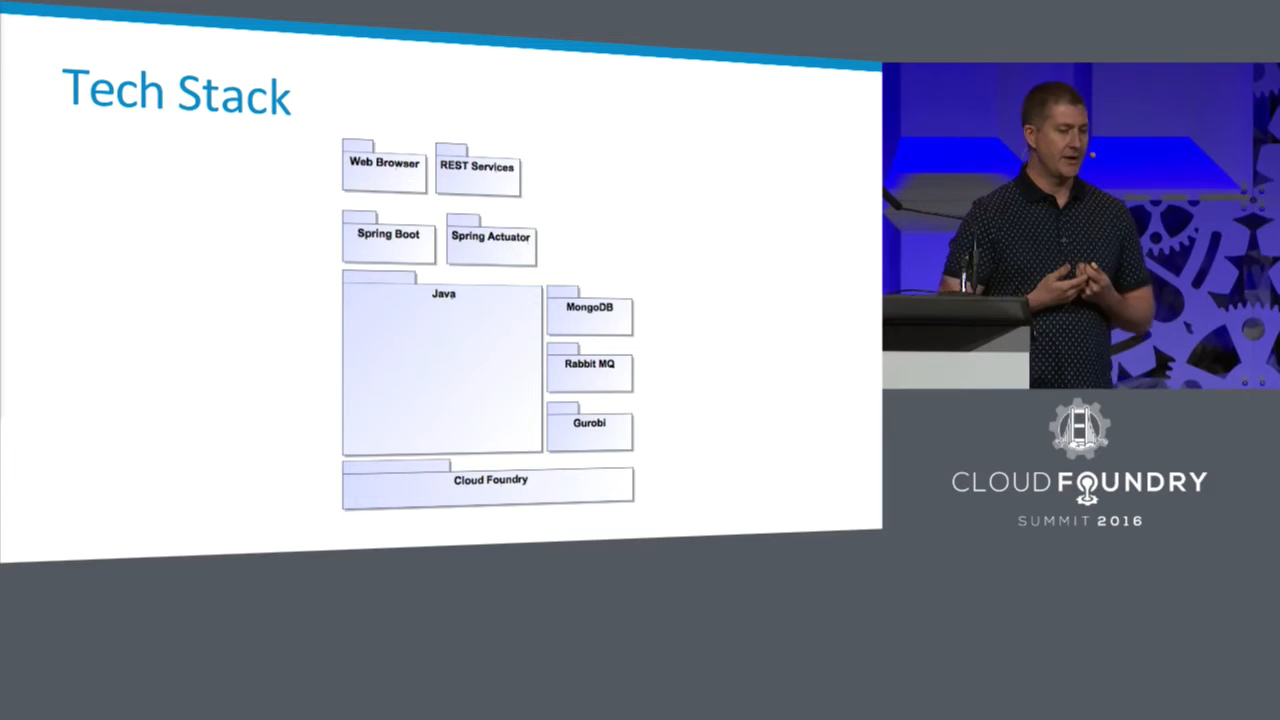 Tech Stack
Web Browser
REST Services
Spring Boot
Spring Actuator
Java
MongoDB
Rabbit MQ
Gurobi
Cloud Foundry
CLOUD FOUNDRY
SUMMIT 2016